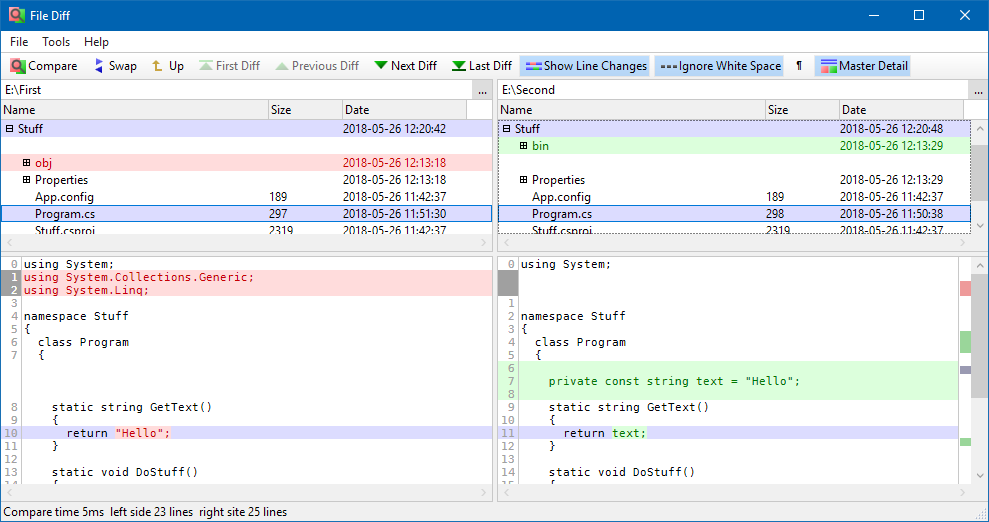 File Diff
File Tools Help
Compare Swap Up First Diff Previous Diff Next Diff Last Diff Show Line Changes Ignore White Space ¶ Master Detail
E:\First ...
Name Size Date
Stuff 2018-05-26 12:20:42
obj 2018-05-26 12:13:18
Properties 2018-05-26 12:13:18
App.config 189 2018-05-26 11:42:37
Program.cs 297 2018-05-26 11:51:30
Stuff.csproj 2319 2018-05-26 11:42:37
E:\Second ...
Name Size Date
Stuff 2018-05-26 12:20:48
bin 2018-05-26 12:13:29
Properties 2018-05-26 12:13:29
App.config 189 2018-05-26 11:42:37
Program.cs 298 2018-05-26 11:50:38
Stuff.csproj 2319 2018-05-26 11:42:37
0 using System;
1 using System.Collections.Generic;
2 using System.Linq;
3
4 namespace Stuff
5 {
6 class Program
7 {
8 static string GetText()
9 {
10 return "Hello";
11 }
12
13 static void DoStuff()
14 {
0 using System;
1
2 namespace Stuff
3 {
4 class Program
5 {
6
7 private const string text = "Hello";
8
9 static string GetText()
10 {
11 return text;
12 }
13
14 static void DoStuff()
15 {
Compare time 5ms left side 23 lines right site 25 lines